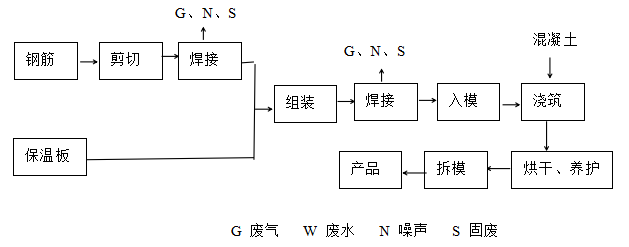 G、N、S
钢筋
剪切
焊接
保温板
组装
G、N、S
焊接
入模
混凝土
浇筑
烘干、养护
拆模
产品
G 废气 W 废水 N 噪声 S 固废